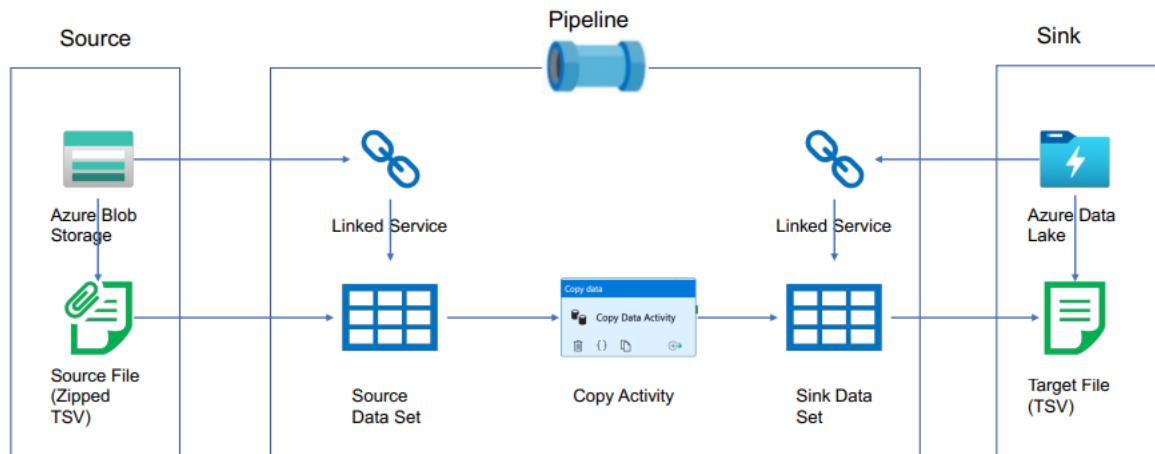 Pipeline
Source
Sink
Azure Blob
Storage
Linked Service
Linked Service
Azure Data
Lake
Copy data
Copy Data Activity
Source File
(Zipped
TSV)
Source
Data Set
Copy Activity
Sink Data
Set
Target File
(TSV)